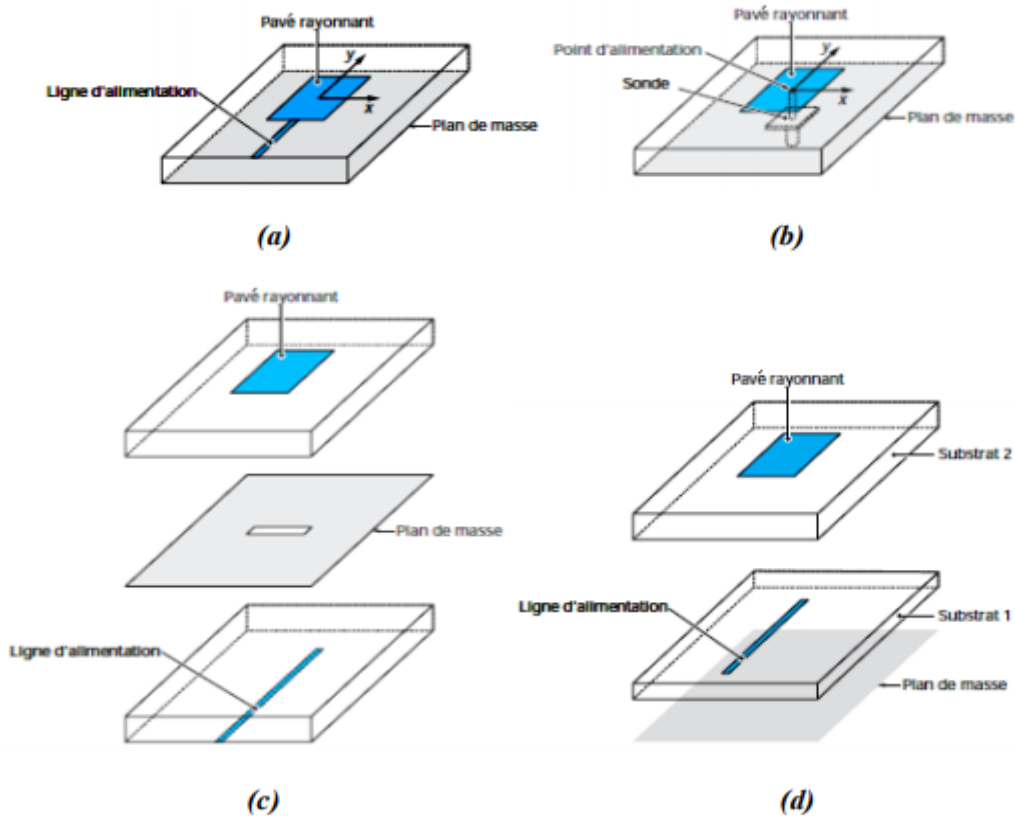 Pavé rayonnant
Ligne d'alimentation
y
x
Plan de masse
(a)
Pavé rayonnant
Point d'alimentation
Sonde
y
x
Plan de masse
(b)
Pavé rayonnant
Plan de masse
Ligne d'alimentation
(c)
Pavé rayonnant
Substrat 2
Ligne d'alimentation
Substrat 1
Plan de masse
(d)